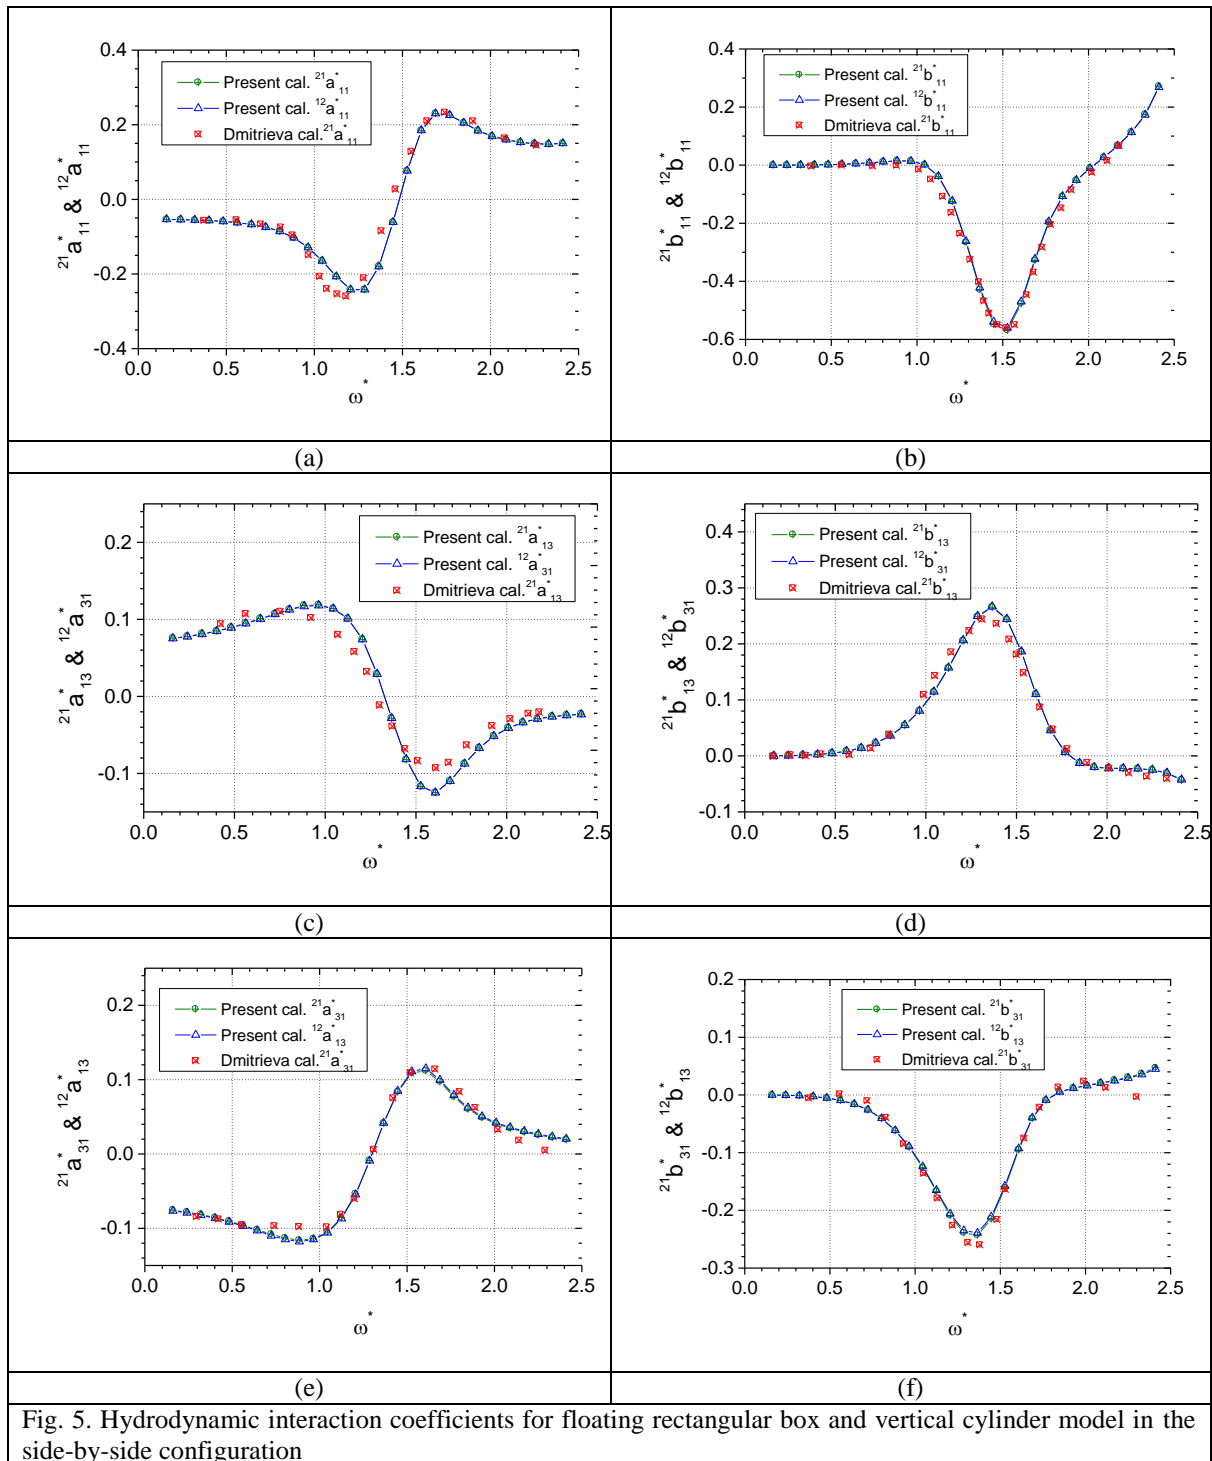 0.4
0.2
0.0
-0.2
-0.4
0.0 0.5 1.0 1.5 2.0 2.5
Present cal. ²¹a*₁₁
Present cal. ¹²a*₁₁
Dmitrieva cal.²¹a*₁₁
²¹a*₁₁ & ¹²a*₁₁
ω*
(a)
0.4
0.2
0.0
-0.2
-0.4
-0.6
0.0 0.5 1.0 1.5 2.0 2.5
Present cal. ²¹b*₁₁
Present cal. ¹²b*₁₁
Dmitrieva cal.²¹b*₁₁
²¹b*₁₁ & ¹²b*₁₁
ω*
(b)
0.2
0.1
0.0
-0.1
0.0 0.5 1.0 1.5 2.0 2.5
Present cal. ²¹a*₁₃
Present cal. ¹²a*₃₁
Dmitrieva cal.²¹a*₁₃
²¹a*₁₃ & ¹²a*₃₁
ω*
(c)
0.4
0.3
0.2
0.1
0.0
-0.1
0.0 0.5 1.0 1.5 2.0 2.5
Present cal. ²¹b*₁₃
Present cal. ¹²b*₃₁
Dmitrieva cal.²¹b*₁₃
²¹b*₁₃ & ¹²b*₃₁
ω*
(d)
0.2
0.1
0.0
-0.1
0.0 0.5 1.0 1.5 2.0 2.5
Present cal. ²¹a*₃₁
Present cal. ¹²a*₁₃
Dmitrieva cal.²¹a*₃₁
²¹a*₃₁ & ¹²a*₁₃
ω*
(e)
0.2
0.1
0.0
-0.1
-0.2
-0.3
0.0 0.5 1.0 1.5 2.0 2.5
Present cal. ²¹b*₃₁
Present cal. ¹²b*₁₃
Dmitrieva cal.²¹b*₃₁
²¹b*₃₁ & ¹²b*₁₃
ω*
(f)
Fig. 5. Hydrodynamic interaction coefficients for floating rectangular box and vertical cylinder model in the
side-by-side configuration